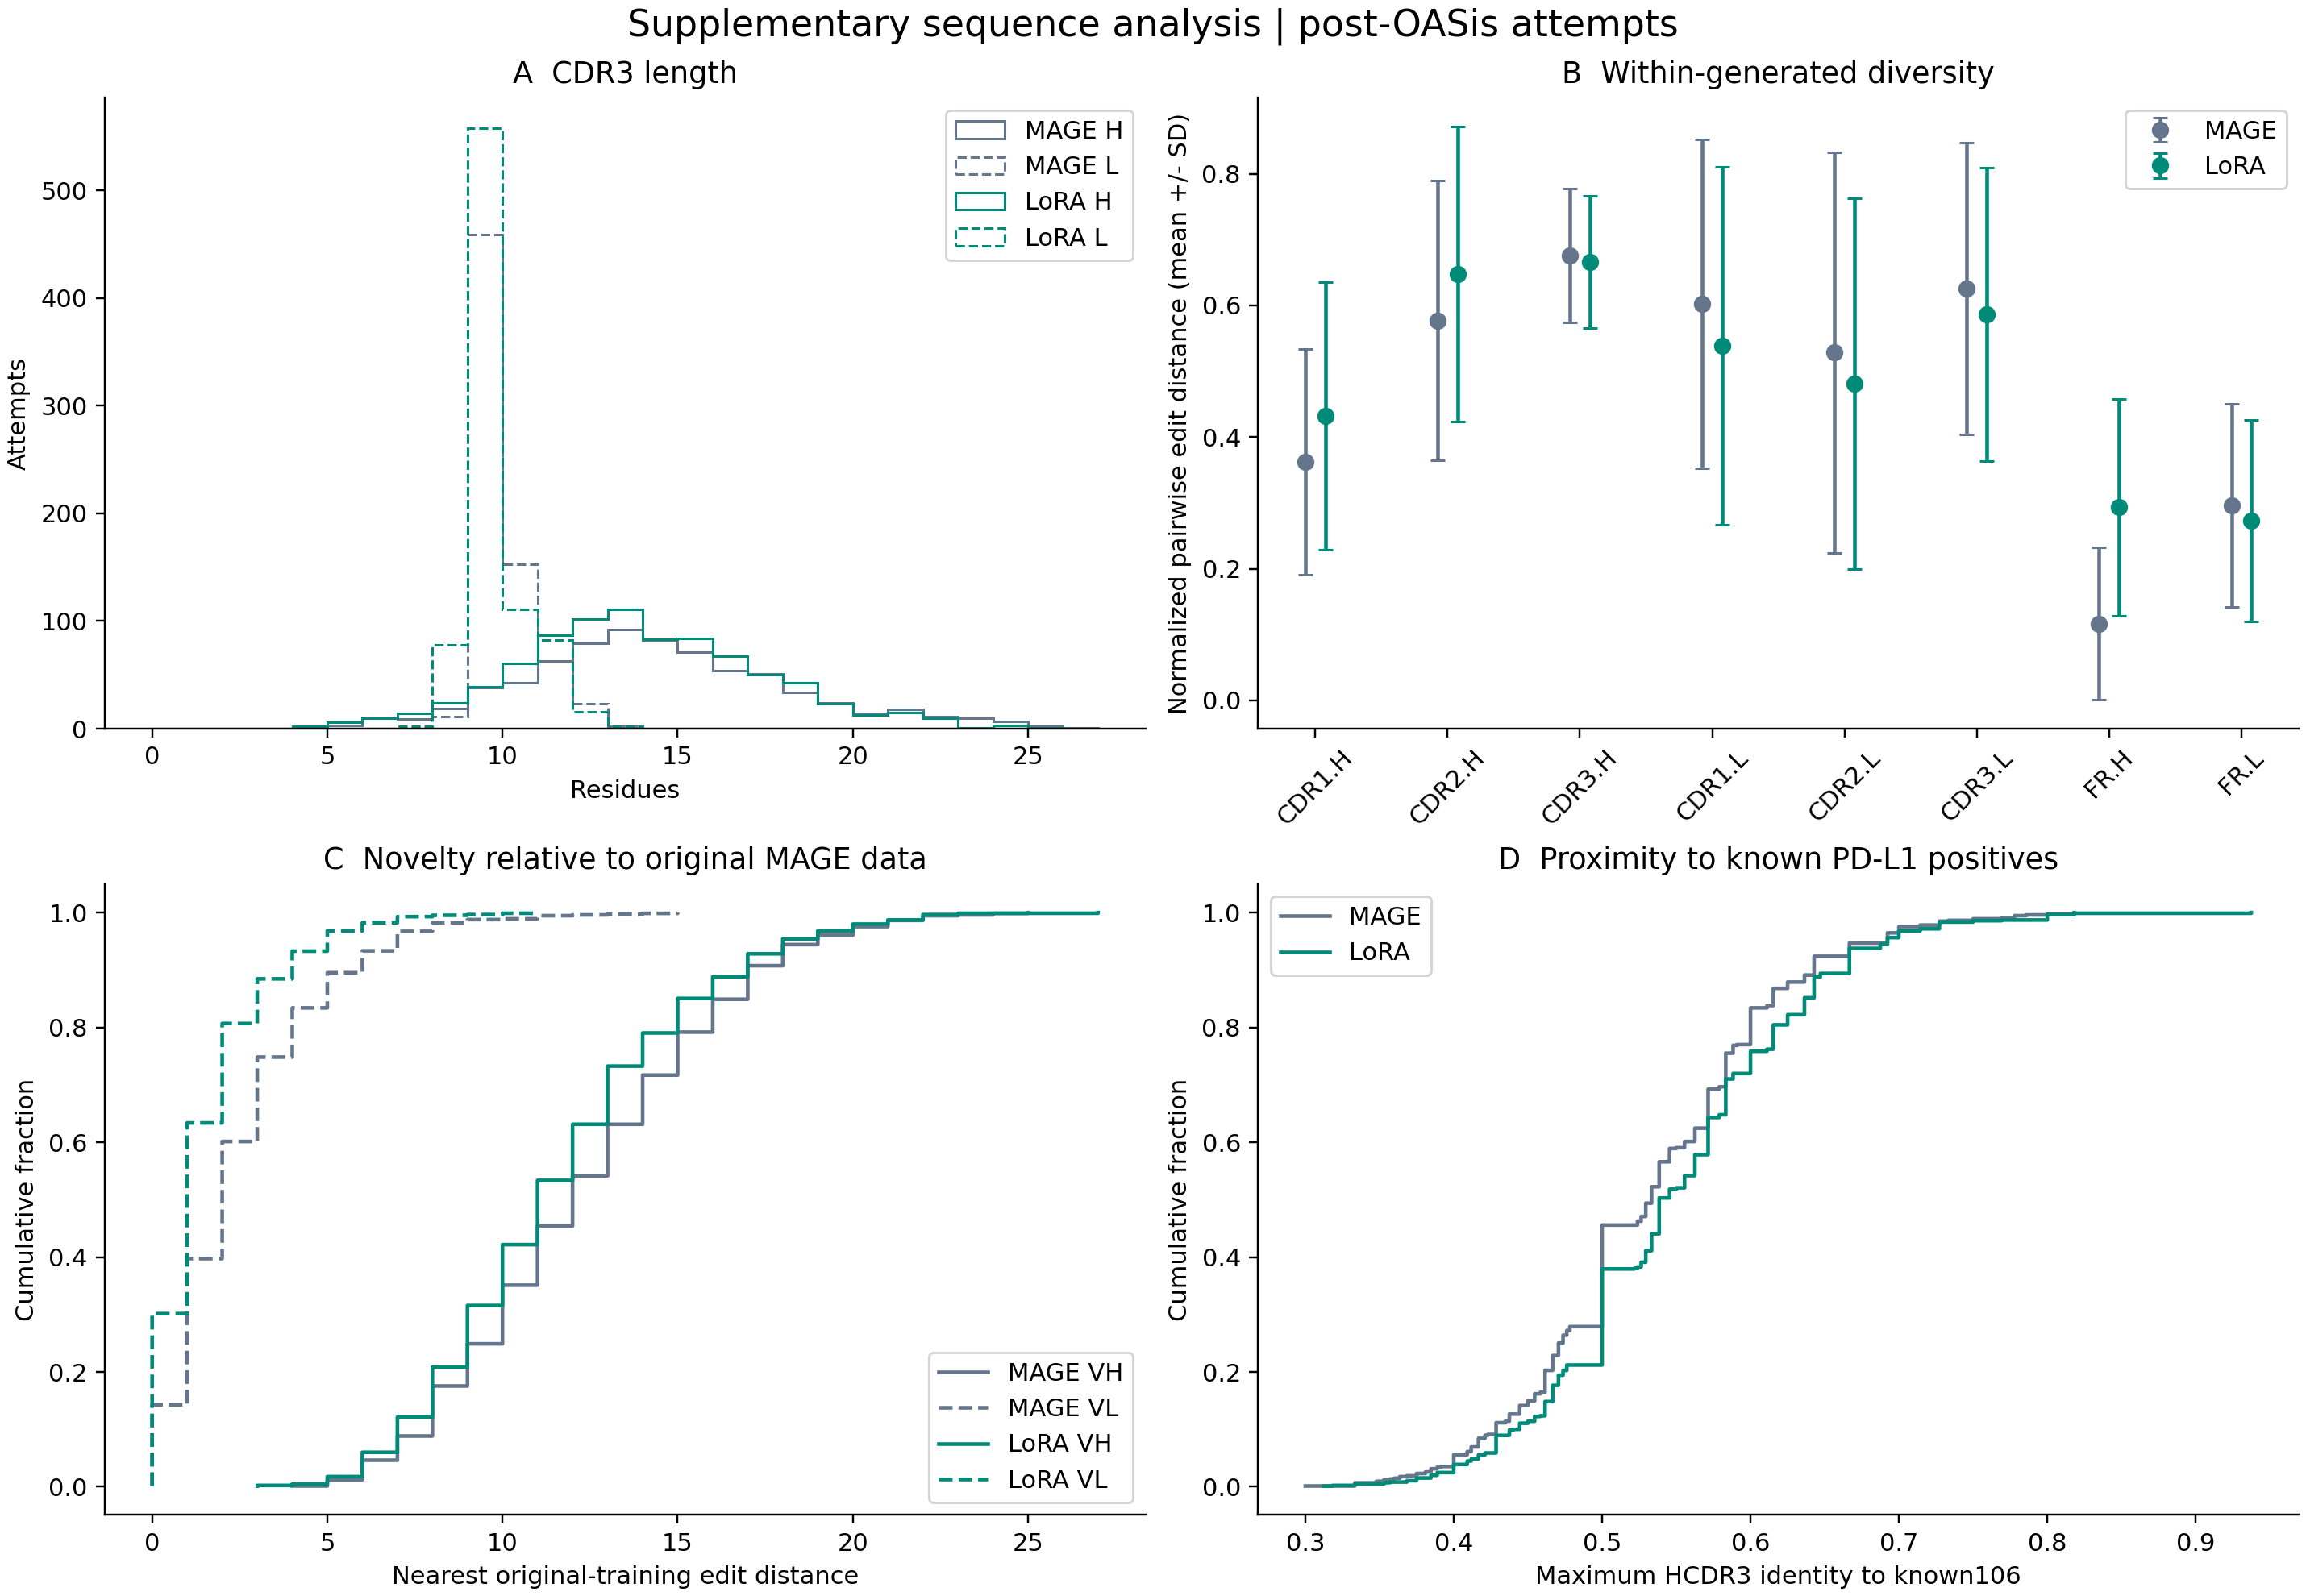 Supplementary sequence analysis | post-OASis attempts
A  CDR3 length
Attempts
500
400
300
200
100
0
0 5 10 15 20 25
Residues
MAGE H
MAGE L
LoRA H
LoRA L
B  Within-generated diversity
Normalized pairwise edit distance (mean +/- SD)
0.8
0.6
0.4
0.2
0.0
CDR1.H CDR2.H CDR3.H CDR1.L CDR2.L CDR3.L FR.H FR.L
MAGE
LoRA
C  Novelty relative to original MAGE data
Cumulative fraction
1.0
0.8
0.6
0.4
0.2
0.0
0 5 10 15 20 25
Nearest original-training edit distance
MAGE VH
MAGE VL
LoRA VH
LoRA VL
D  Proximity to known PD-L1 positives
Cumulative fraction
1.0
0.8
0.6
0.4
0.2
0.0
0.3 0.4 0.5 0.6 0.7 0.8 0.9
Maximum HCDR3 identity to known106
MAGE
LoRA